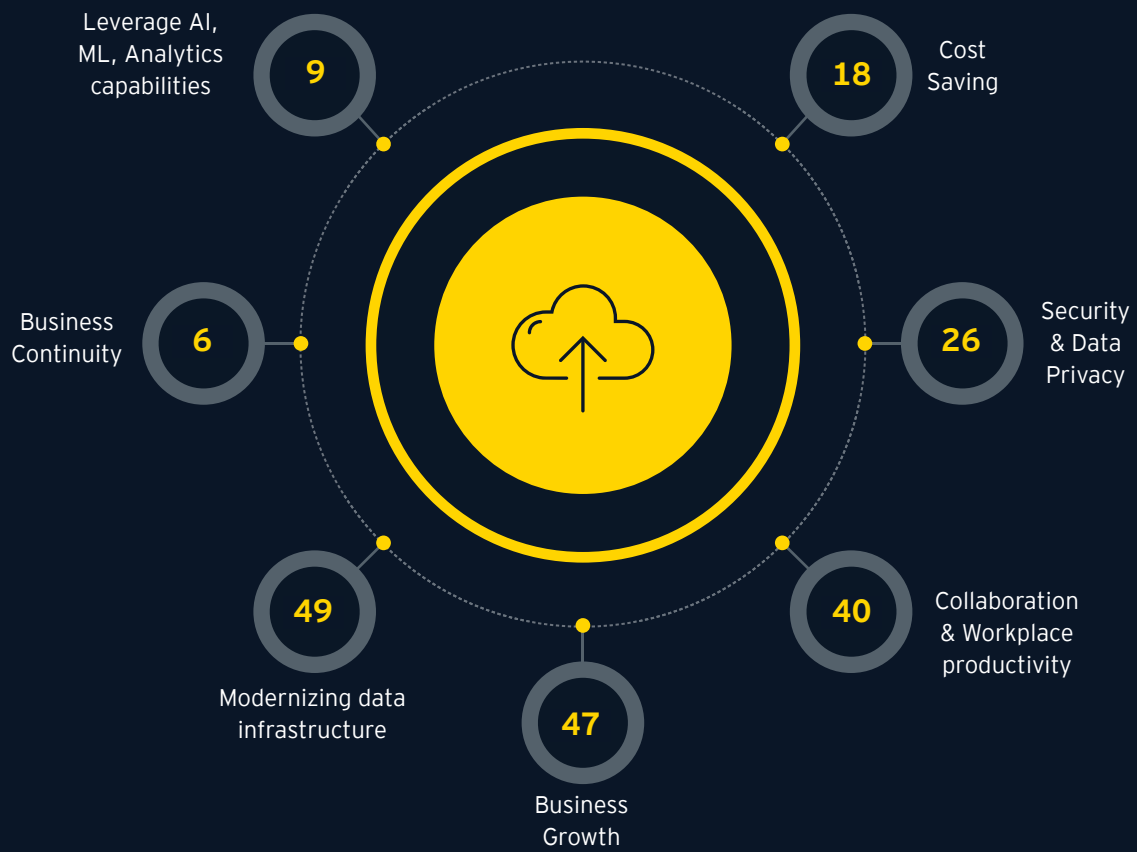 Leverage AI,
ML, Analytics
capabilities
9
18
Cost
Saving
Business
Continuity
6
26
Security
& Data
Privacy
49
Modernizing data
infrastructure
47
Business
Growth
40
Collaboration
& Workplace
productivity